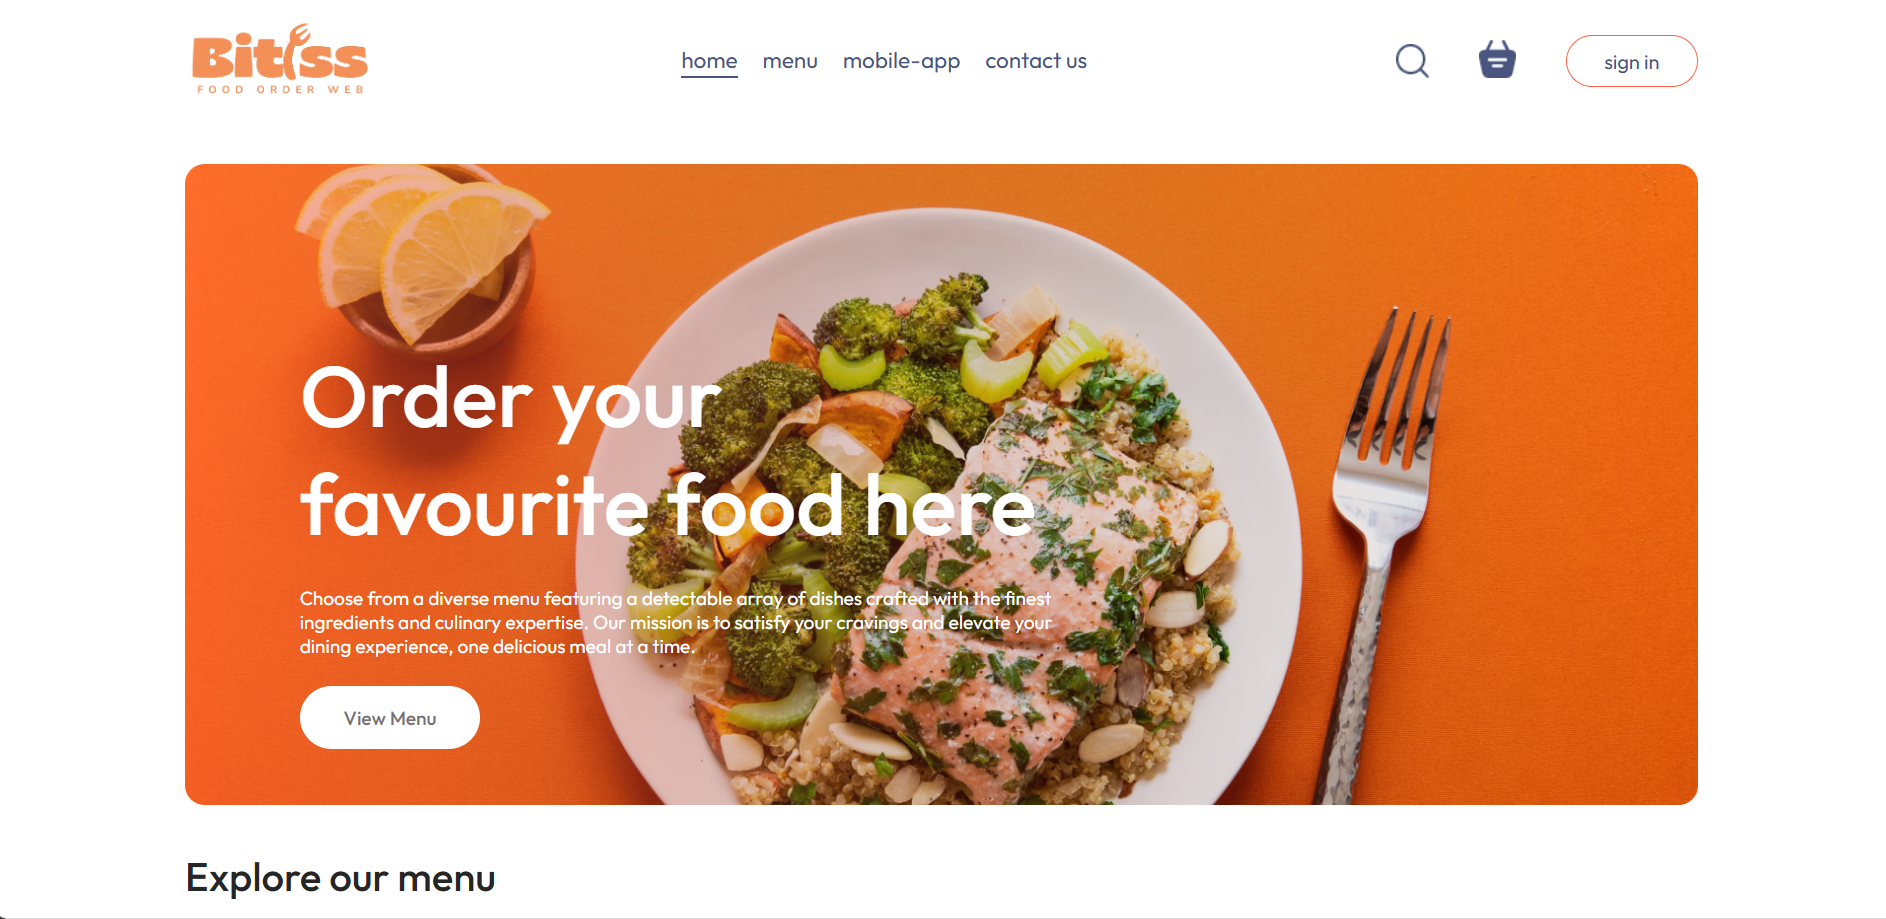 Bitiss
FOOD ORDER WEB
home menu mobile-app contact us
sign in
Order your
favourite food here
Choose from a diverse menu featuring a detectable array of dishes crafted with the finest
ingredients and culinary expertise. Our mission is to satisfy your cravings and elevate your
dining experience, one delicious meal at a time.
View Menu
Explore our menu